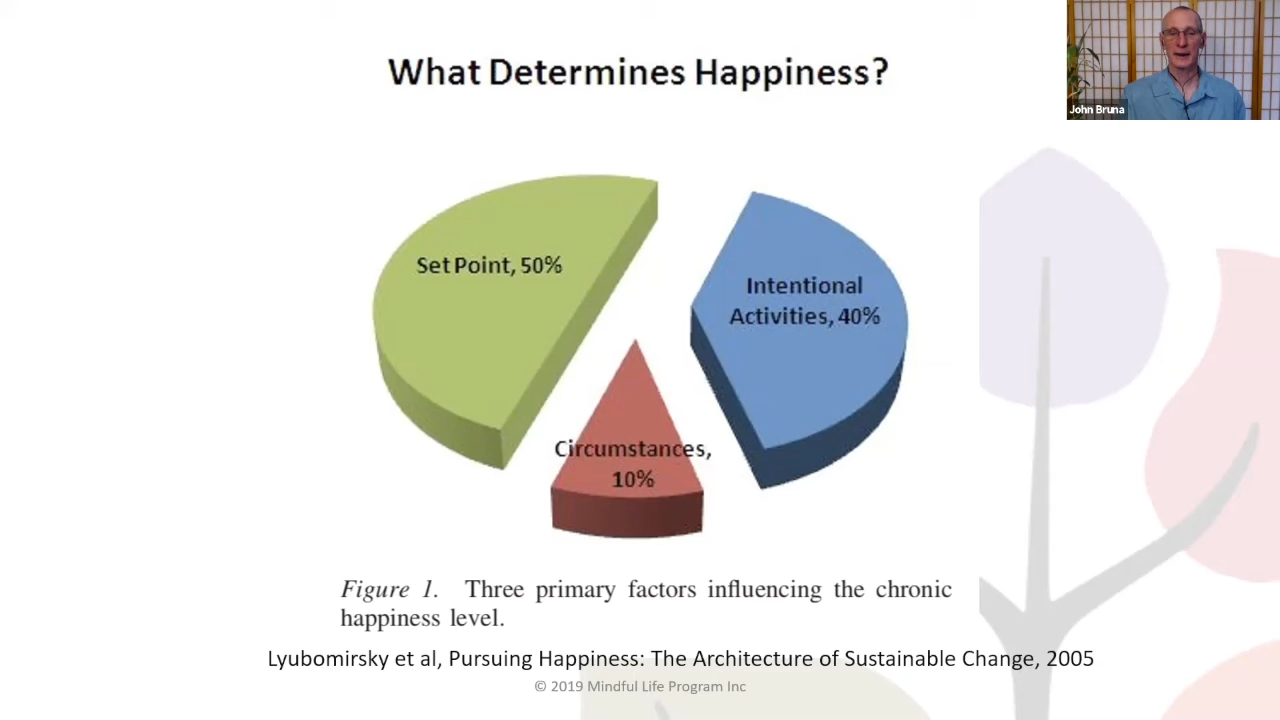 What Determines Happiness?
John Bruna
Set Point, 50%
Intentional
Activities, 40%
Circumstances,
10%
Figure 1. Three primary factors influencing the chronic
happiness level.
Lyubomirsky et al, Pursuing Happiness: The Architecture of Sustainable Change, 2005
© 2019 Mindful Life Program Inc